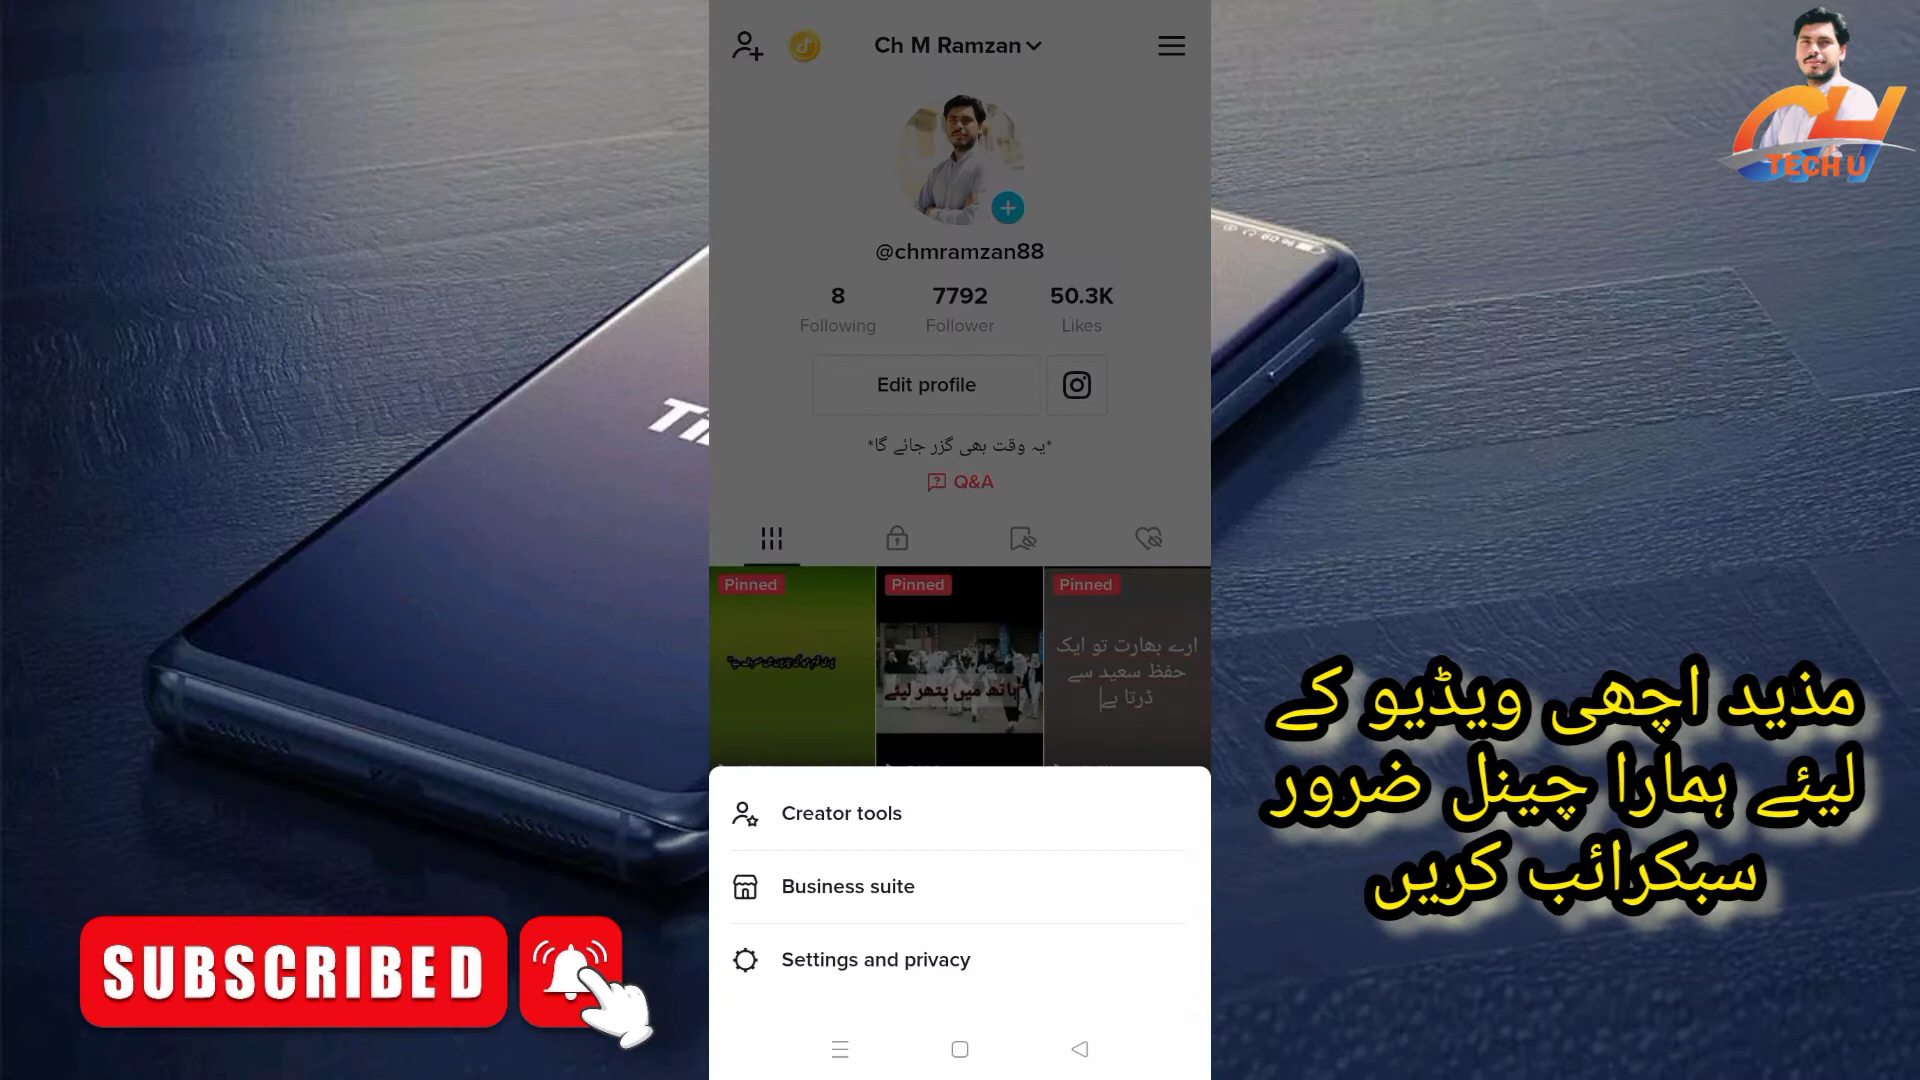 Ch M Ramzan
TECH U
@chmramzan88
8
7792
50.3K
Following
Follower
Likes
Edit profile
*یہ وقت بھی گزر جائے گا*
Q&A
Pinned
Pinned
Pinned
ہاتھ میں پتھر لیئے
ارے بھارت تو ایک
حفظ سعید سے
ڈرتا ہے
Creator tools
Business suite
Settings and privacy
SUBSCRIBED
مذید اچھی ویڈیو کے
لیئے ہمارا چینل ضرور
سبکرائب کریں